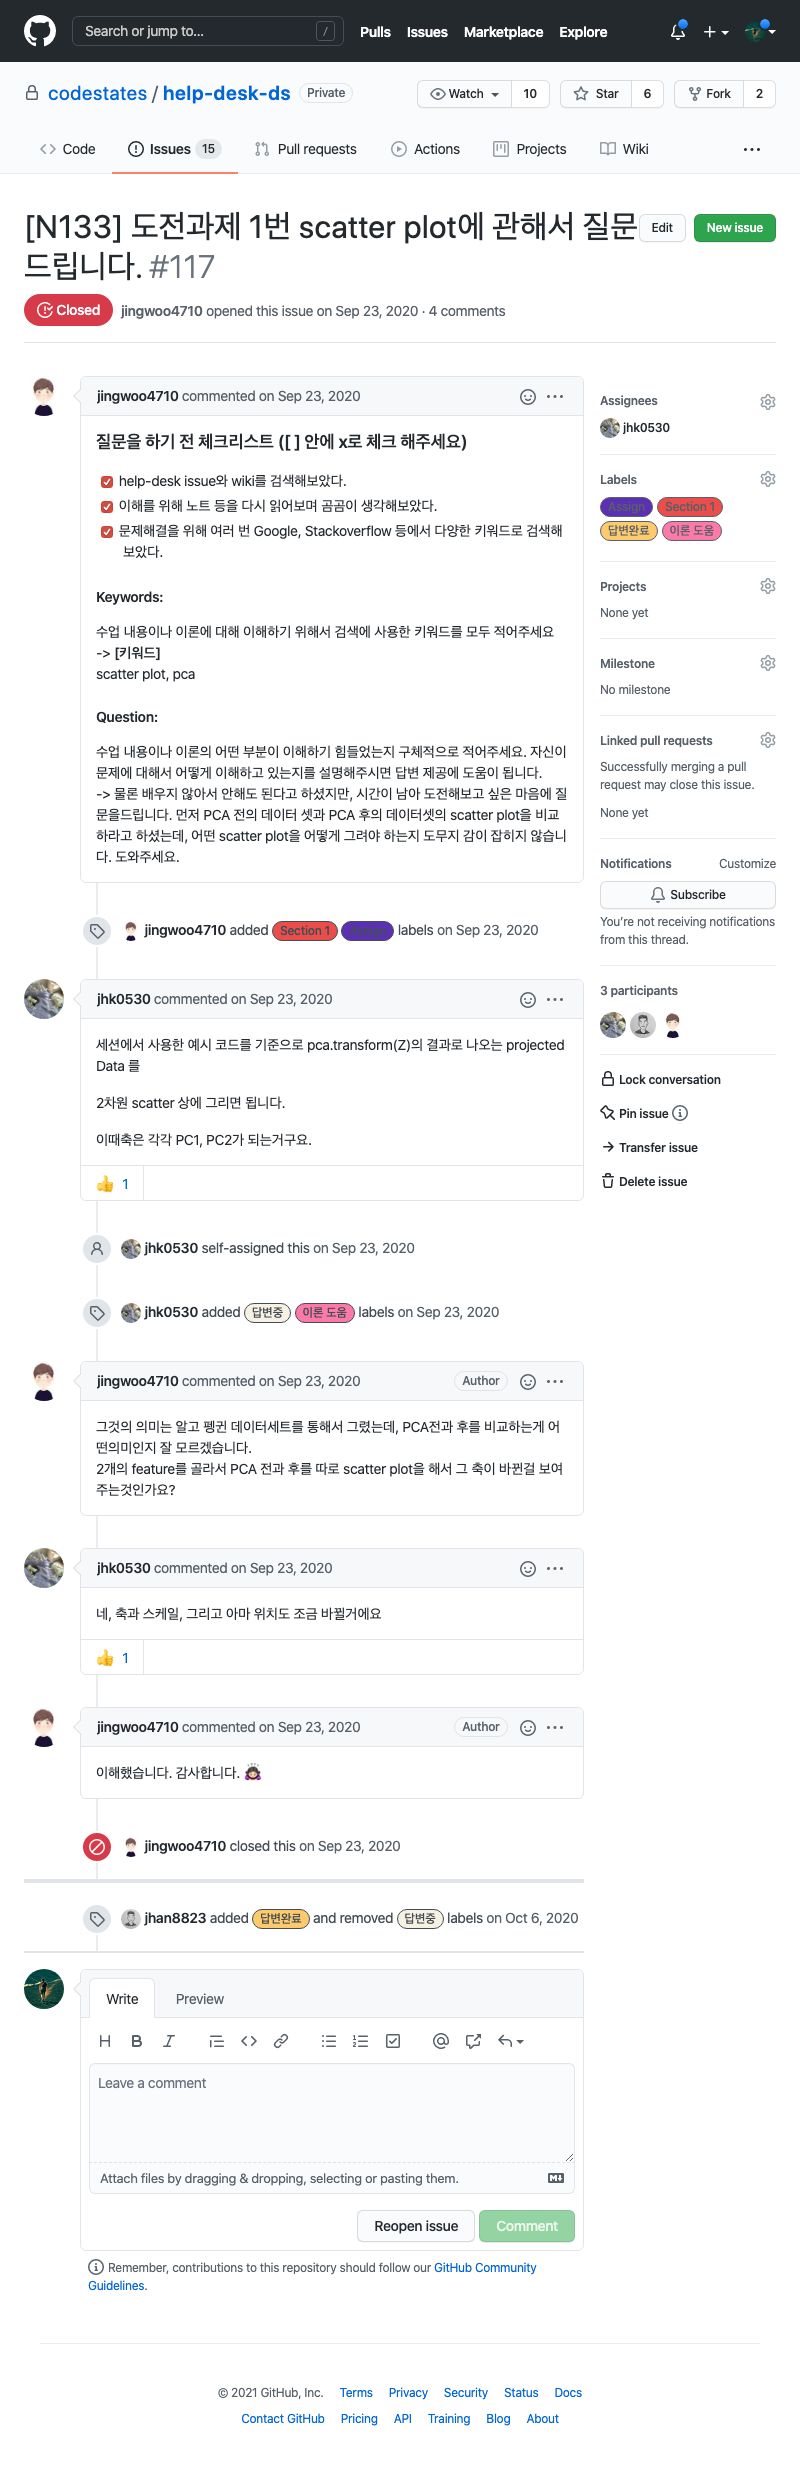 Search or jump to... /
Pulls Issues Marketplace Explore
codestates / help-desk-ds Private
Watch 10 Star 6 Fork 2
Code Issues 15 Pull requests Actions Projects Wiki ...
[N133] 도전과제 1번 scatter plot에 관해서 질문
드립니다. #117
Edit New issue
Closed jingwoo4710 opened this issue on Sep 23, 2020 · 4 comments
jingwoo4710 commented on Sep 23, 2020
질문을 하기 전 체크리스트 ([ ] 안에 x로 체크 해주세요)
help-desk issue와 wiki를 검색해보았다.
이해를 위해 노트 등을 다시 읽어보며 곰곰이 생각해보았다.
문제해결을 위해 여러 번 Google, Stackoverflow 등에서 다양한 키워드로 검색해
보았다.
Keywords:
수업 내용이나 이론에 대해 이해하기 위해서 검색에 사용한 키워드를 모두 적어주세요
-> [키워드]
scatter plot, pca
Question:
수업 내용이나 이론의 어떤 부분이 이해하기 힘들었는지 구체적으로 적어주세요. 자신이
문제에 대해서 어떻게 이해하고 있는지를 설명해주시면 답변 제공에 도움이 됩니다.
-> 물론 배우지 않아서 안해도 된다고 하셨지만, 시간이 남아 도전해보고 싶은 마음에 질
문을드립니다. 먼저 PCA 전의 데이터 셋과 PCA 후의 데이터셋의 scatter plot을 비교
하라고 하셨는데, 어떤 scatter plot을 어떻게 그려야 하는지 도무지 감이 잡히지 않습니
다. 도와주세요.
jingwoo4710 added Section 1 Assign labels on Sep 23, 2020
jhk0530 commented on Sep 23, 2020
세션에서 사용한 예시 코드를 기준으로 pca.transform(Z)의 결과로 나오는 projected
Data 를
2차원 scatter 상에 그리면 됩니다.
이때축은 각각 PC1, PC2가 되는거구요.
👍 1
jhk0530 self-assigned this on Sep 23, 2020
jhk0530 added 답변중 이론 도움 labels on Sep 23, 2020
jingwoo4710 commented on Sep 23, 2020 Author
그것의 의미는 알고 펭귄 데이터세트를 통해서 그렸는데, PCA전과 후를 비교하는게 어
떤의미인지 잘 모르겠습니다.
2개의 feature를 골라서 PCA 전과 후를 따로 scatter plot을 해서 그 축이 바뀐걸 보여
주는것인가요?
jhk0530 commented on Sep 23, 2020
네, 축과 스케일, 그리고 아마 위치도 조금 바뀔거에요
👍 1
jingwoo4710 commented on Sep 23, 2020 Author
이해했습니다. 감사합니다. 🙇
jingwoo4710 closed this on Sep 23, 2020
jhan8823 added 답변완료 and removed 답변중 labels on Oct 6, 2020
Write Preview
Leave a comment
Attach files by dragging & dropping, selecting or pasting them.
Reopen issue Comment
Remember, contributions to this repository should follow our GitHub Community
Guidelines.
Assignees
jhk0530
Labels
Assign Section 1
답변완료 이론 도움
Projects
None yet
Milestone
No milestone
Linked pull requests
Successfully merging a pull
request may close this issue.
None yet
Notifications Customize
Subscribe
You're not receiving notifications
from this thread.
3 participants
Lock conversation
Pin issue
Transfer issue
Delete issue
© 2021 GitHub, Inc. Terms Privacy Security Status Docs
Contact GitHub Pricing API Training Blog About